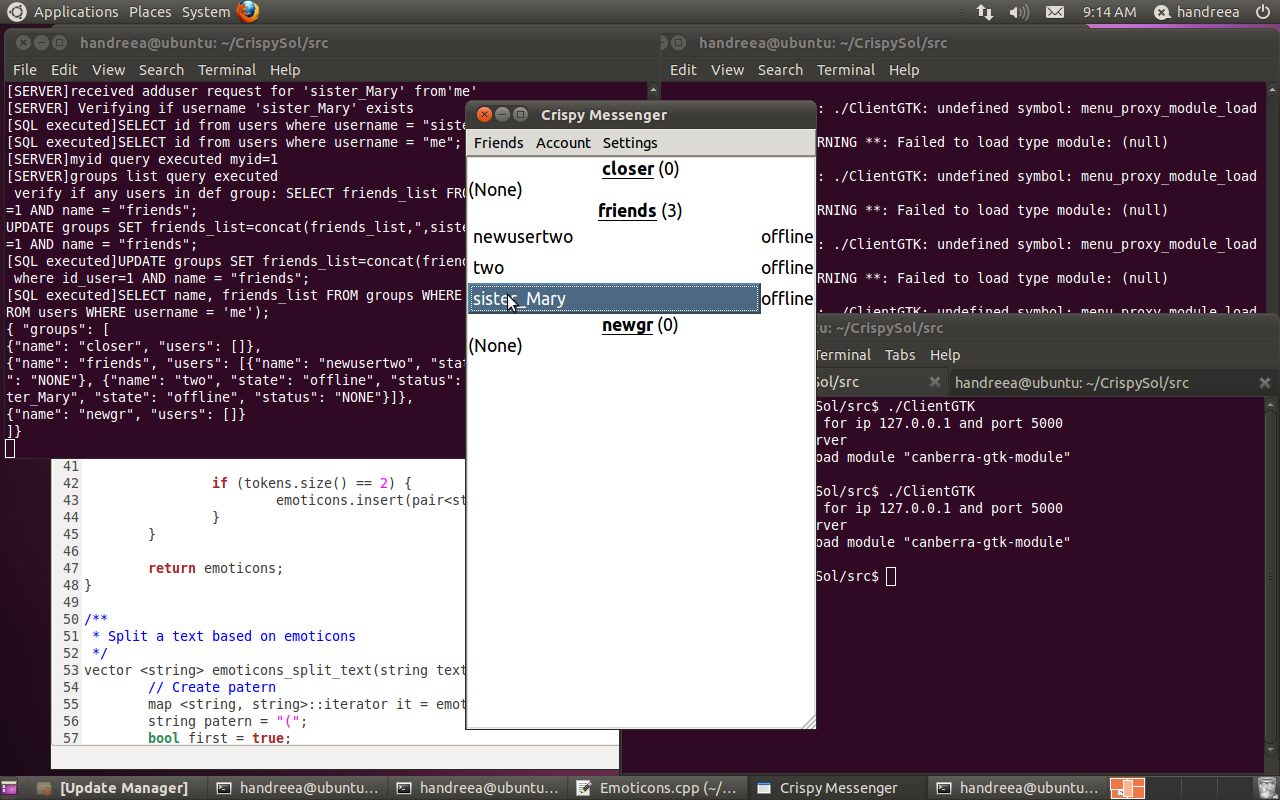 Applications Places System
9:14 AM handreea
handreea@ubuntu: ~/CrispySol/src
File Edit View Search Terminal Help
[SERVER]received adduser request for 'sister_Mary' from'me'
[SERVER] Verifying if username 'sister_Mary' exists
[SQL executed]SELECT id from users where username = "siste
[SQL executed]SELECT id from users where username = "me";
[SERVER]myid query executed myid=1
[SERVER]groups list query executed
verify if any users in def group: SELECT friends_list FRO
=1 AND name = "friends";
UPDATE groups SET friends_list=concat(friends_list,",siste
=1 AND name = "friends";
[SQL executed]UPDATE groups SET friends_list=concat(friend
where id_user=1 AND name = "friends";
[SQL executed]SELECT name, friends_list FROM groups WHERE
ROM users WHERE username = 'me');
{ "groups": [
{"name": "closer", "users": []},
{"name": "friends", "users": [{"name": "newusertwo", "stat
": "NONE"}, {"name": "two", "state": "offline", "status":
ter_Mary", "state": "offline", "status": "NONE"}]},
{"name": "newgr", "users": []}
]}
handreea@ubuntu: ~/CrispySol/src
Edit View Search Terminal Help
: ./ClientGTK: undefined symbol: menu_proxy_module_load
RNING **: Failed to load type module: (null)
: ./ClientGTK: undefined symbol: menu_proxy_module_load
RNING **: Failed to load type module: (null)
: ./ClientGTK: undefined symbol: menu_proxy_module_load
RNING **: Failed to load type module: (null)
: ./ClientGTK: undefined symbol: menu_proxy_module_load
Crispy Messenger
Friends Account Settings
closer (0)
(None)
friends (3)
newusertwo offline
two offline
sister_Mary offline
newgr (0)
(None)
tu: ~/CrispySol/src
Terminal Tabs Help
Sol/src handreea@ubuntu: ~/CrispySol/src
Sol/src$ ./ClientGTK
for ip 127.0.0.1 and port 5000
rver
oad module "canberra-gtk-module"
Sol/src$ ./ClientGTK
for ip 127.0.0.1 and port 5000
rver
oad module "canberra-gtk-module"
Sol/src$
41
42 if (tokens.size() == 2) {
43 emoticons.insert(pair<st
44 }
45 }
46
47 return emoticons;
48 }
49
50 /**
51 * Split a text based on emoticons
52 */
53 vector <string> emoticons_split_text(string text
54 // Create patern
55 map <string, string>::iterator it = emot
56 string patern = "(";
57 bool first = true;
[Update Manager] handreea@ubuntu:... handreea@ubuntu:... Emoticons.cpp (~/... Crispy Messenger handreea@ubuntu:...